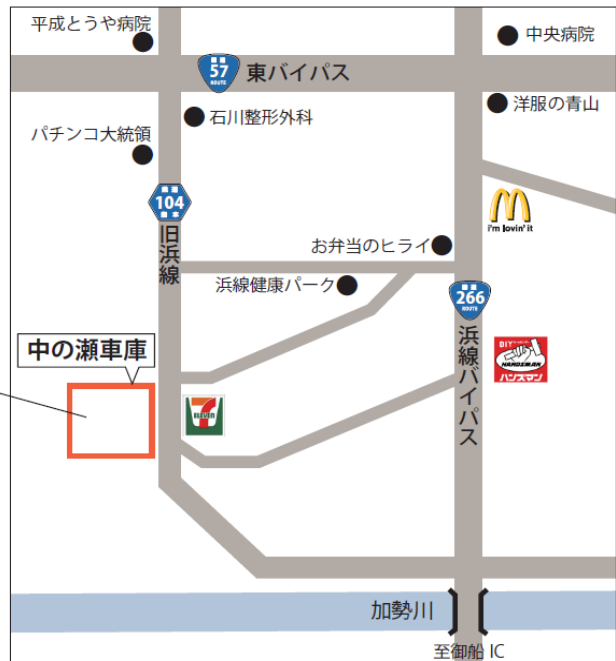 平成とうや病院
中央病院
57
ROUTE
東バイパス
石川整形外科
洋服の青山
パチンコ大統領
104
旧浜線
i'm lovin' it
お弁当のヒライ
浜線健康パーク
266
ROUTE
浜線バイパス
DIY
HANDSMAN
ハンズマン
中の瀬車庫
7
ELEVEN
加勢川
至御船 IC